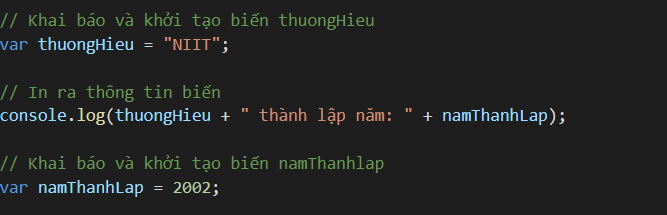 // Khai báo và khởi tạo biến thuongHieu
var thuongHieu = "NIIT";
// In ra thông tin biến
console.log(thuongHieu + " thành lập năm: " + namThanhLap);
// Khai báo và khởi tạo biến namThanhlap
var namThanhLap = 2002;